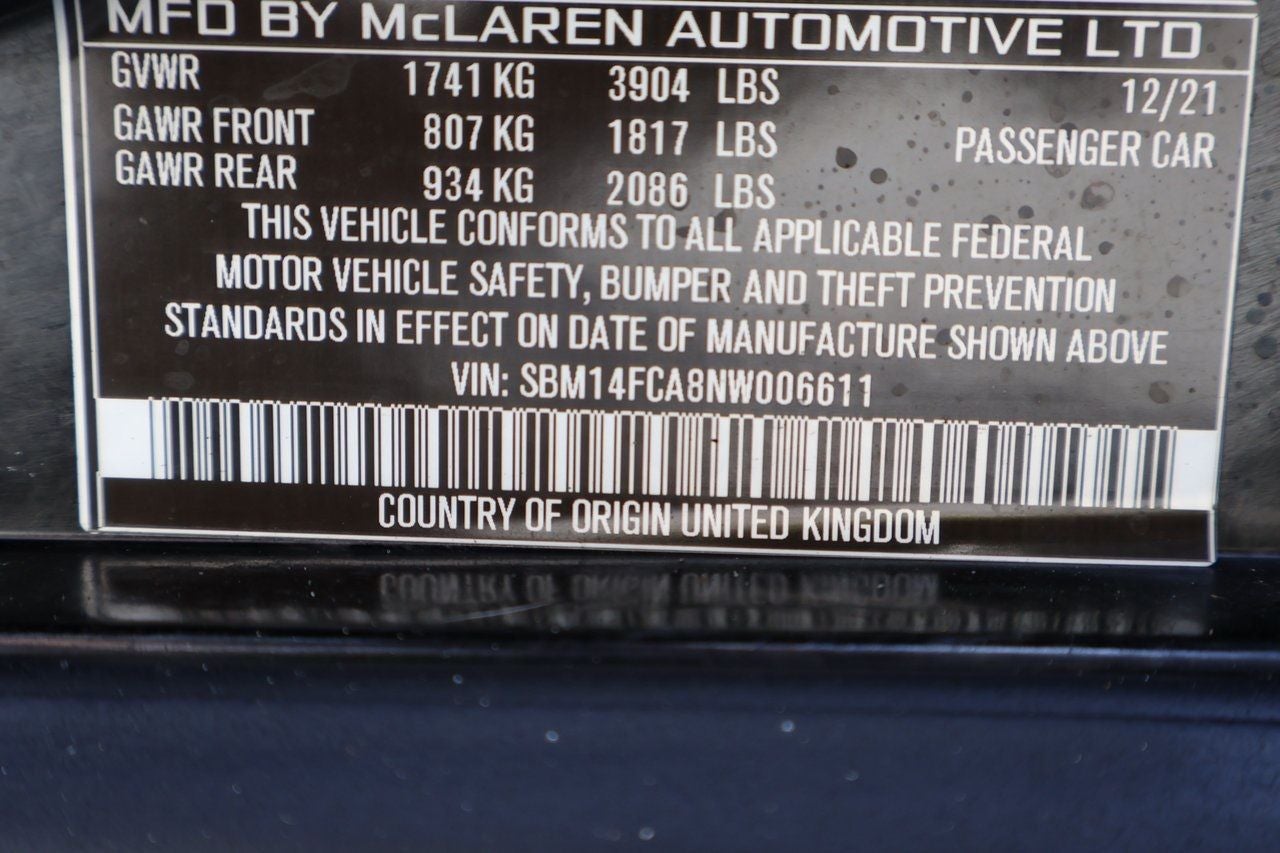 MFD BY McLAREN AUTOMOTIVE LTD
GVWR 1741 KG 3904 LBS 12/21
GAWR FRONT 807 KG 1817 LBS PASSENGER CAR
GAWR REAR 934 KG 2086 LBS
THIS VEHICLE CONFORMS TO ALL APPLICABLE FEDERAL
MOTOR VEHICLE SAFETY, BUMPER AND THEFT PREVENTION
STANDARDS IN EFFECT ON DATE OF MANUFACTURE SHOWN ABOVE
VIN: SBM14FCA8NW006611
COUNTRY OF ORIGIN UNITED KINGDOM